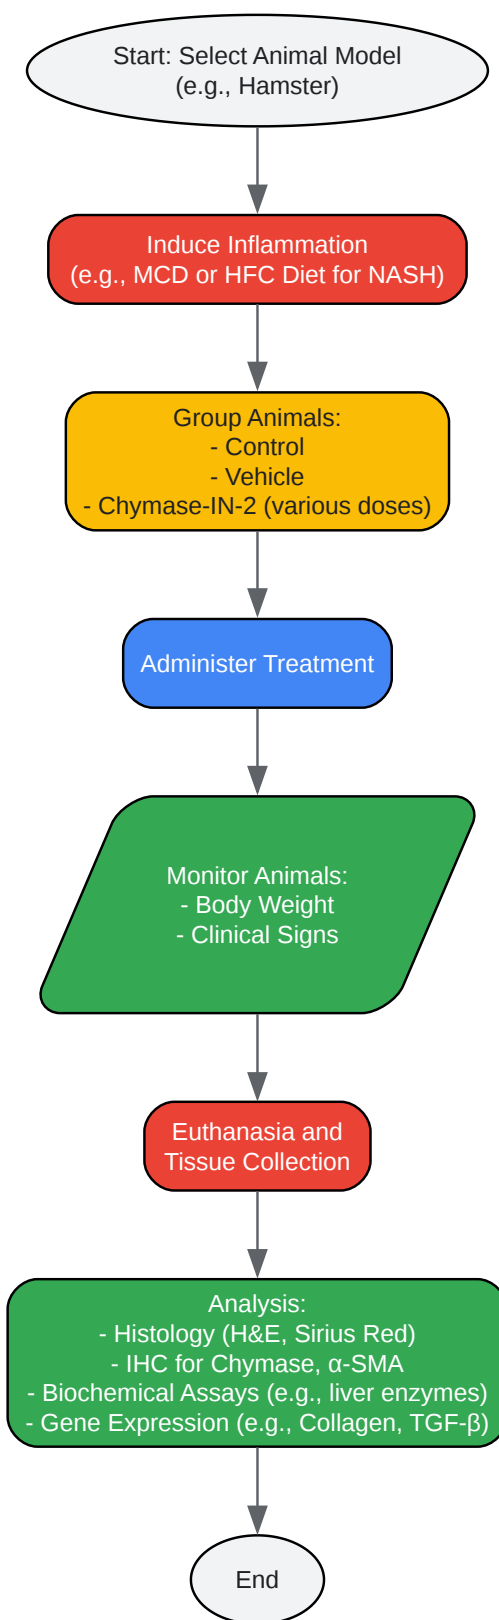 Start: Select Animal Model
(e.g., Hamster)
Induce Inflammation
(e.g., MCD or HFC Diet for NASH)
Group Animals:
- Control
- Vehicle
- Chymase-IN-2 (various doses)
Administer Treatment
Monitor Animals:
- Body Weight
- Clinical Signs
Euthanasia and
Tissue Collection
Analysis:
- Histology (H&E, Sirius Red)
- IHC for Chymase, α-SMA
- Biochemical Assays (e.g., liver enzymes)
- Gene Expression (e.g., Collagen, TGF-β)
End